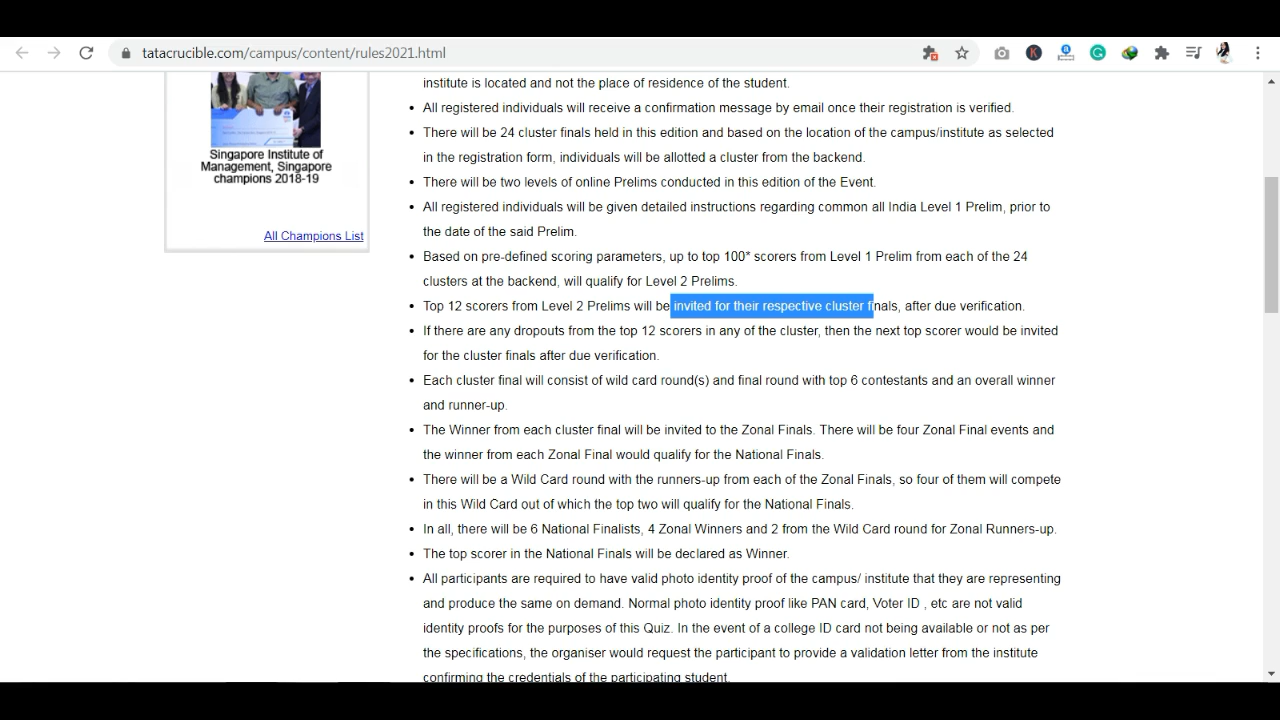 tatacrucible.com/campus/content/rules2021.html
Singapore Institute of
Management, Singapore
champions 2018-19
All Champions List
institute is located and not the place of residence of the student.
• All registered individuals will receive a confirmation message by email once their registration is verified.
• There will be 24 cluster finals held in this edition and based on the location of the campus/institute as selected
in the registration form, individuals will be allotted a cluster from the backend.
• There will be two levels of online Prelims conducted in this edition of the Event.
• All registered individuals will be given detailed instructions regarding common all India Level 1 Prelim, prior to
the date of the said Prelim.
• Based on pre-defined scoring parameters, up to top 100* scorers from Level 1 Prelim from each of the 24
clusters at the backend, will qualify for Level 2 Prelims.
• Top 12 scorers from Level 2 Prelims will be invited for their respective cluster finals, after due verification.
• If there are any dropouts from the top 12 scorers in any of the cluster, then the next top scorer would be invited
for the cluster finals after due verification.
• Each cluster final will consist of wild card round(s) and final round with top 6 contestants and an overall winner
and runner-up.
• The Winner from each cluster final will be invited to the Zonal Finals. There will be four Zonal Final events and
the winner from each Zonal Final would qualify for the National Finals.
• There will be a Wild Card round with the runners-up from each of the Zonal Finals, so four of them will compete
in this Wild Card out of which the top two will qualify for the National Finals.
• In all, there will be 6 National Finalists, 4 Zonal Winners and 2 from the Wild Card round for Zonal Runners-up.
• The top scorer in the National Finals will be declared as Winner.
• All participants are required to have valid photo identity proof of the campus/ institute that they are representing
and produce the same on demand. Normal photo identity proof like PAN card, Voter ID , etc are not valid
identity proofs for the purposes of this Quiz. In the event of a college ID card not being available or not as per
the specifications, the organiser would request the participant to provide a validation letter from the institute
confirming the credentials of the participating student.